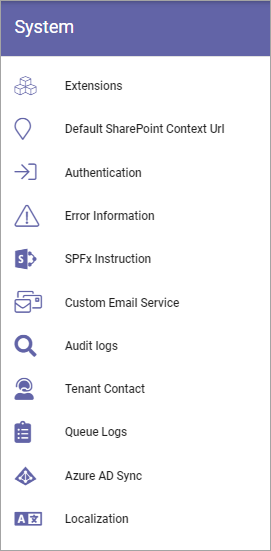 System
Extensions
Default SharePoint Context Url
Authentication
Error Information
SPFx Instruction
Custom Email Service
Audit logs
Tenant Contact
Queue Logs
Azure AD Sync
Localization